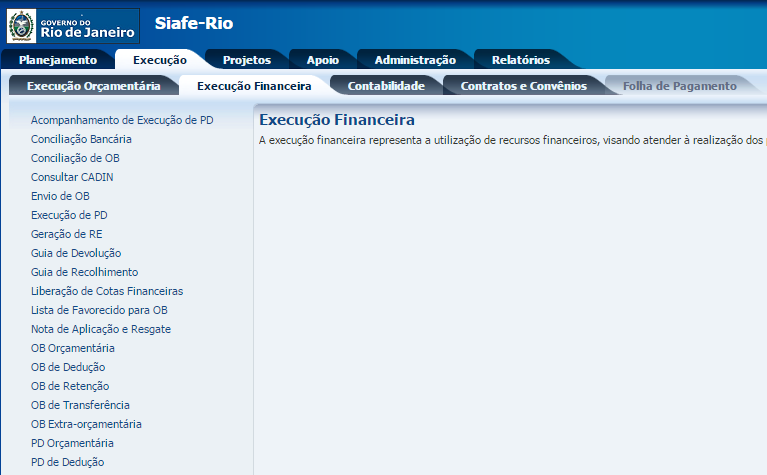 GOVERNO DO
Rio de Janeiro
Siafe-Rio
Planejamento Execução Projetos Apoio Administração Relatórios
Execução Orçamentária Execução Financeira Contabilidade Contratos e Convênios Folha de Pagamento
Acompanhamento de Execução de PD
Conciliação Bancária
Conciliação de OB
Consultar CADIN
Envio de OB
Execução de PD
Geração de RE
Guia de Devolução
Guia de Recolhimento
Liberação de Cotas Financeiras
Lista de Favorecido para OB
Nota de Aplicação e Resgate
OB Orçamentária
OB de Dedução
OB de Retenção
OB de Transferência
OB Extra-orçamentária
PD Orçamentária
PD de Dedução
Execução Financeira
A execução financeira representa a utilização de recursos financeiros, visando atender à realização dos